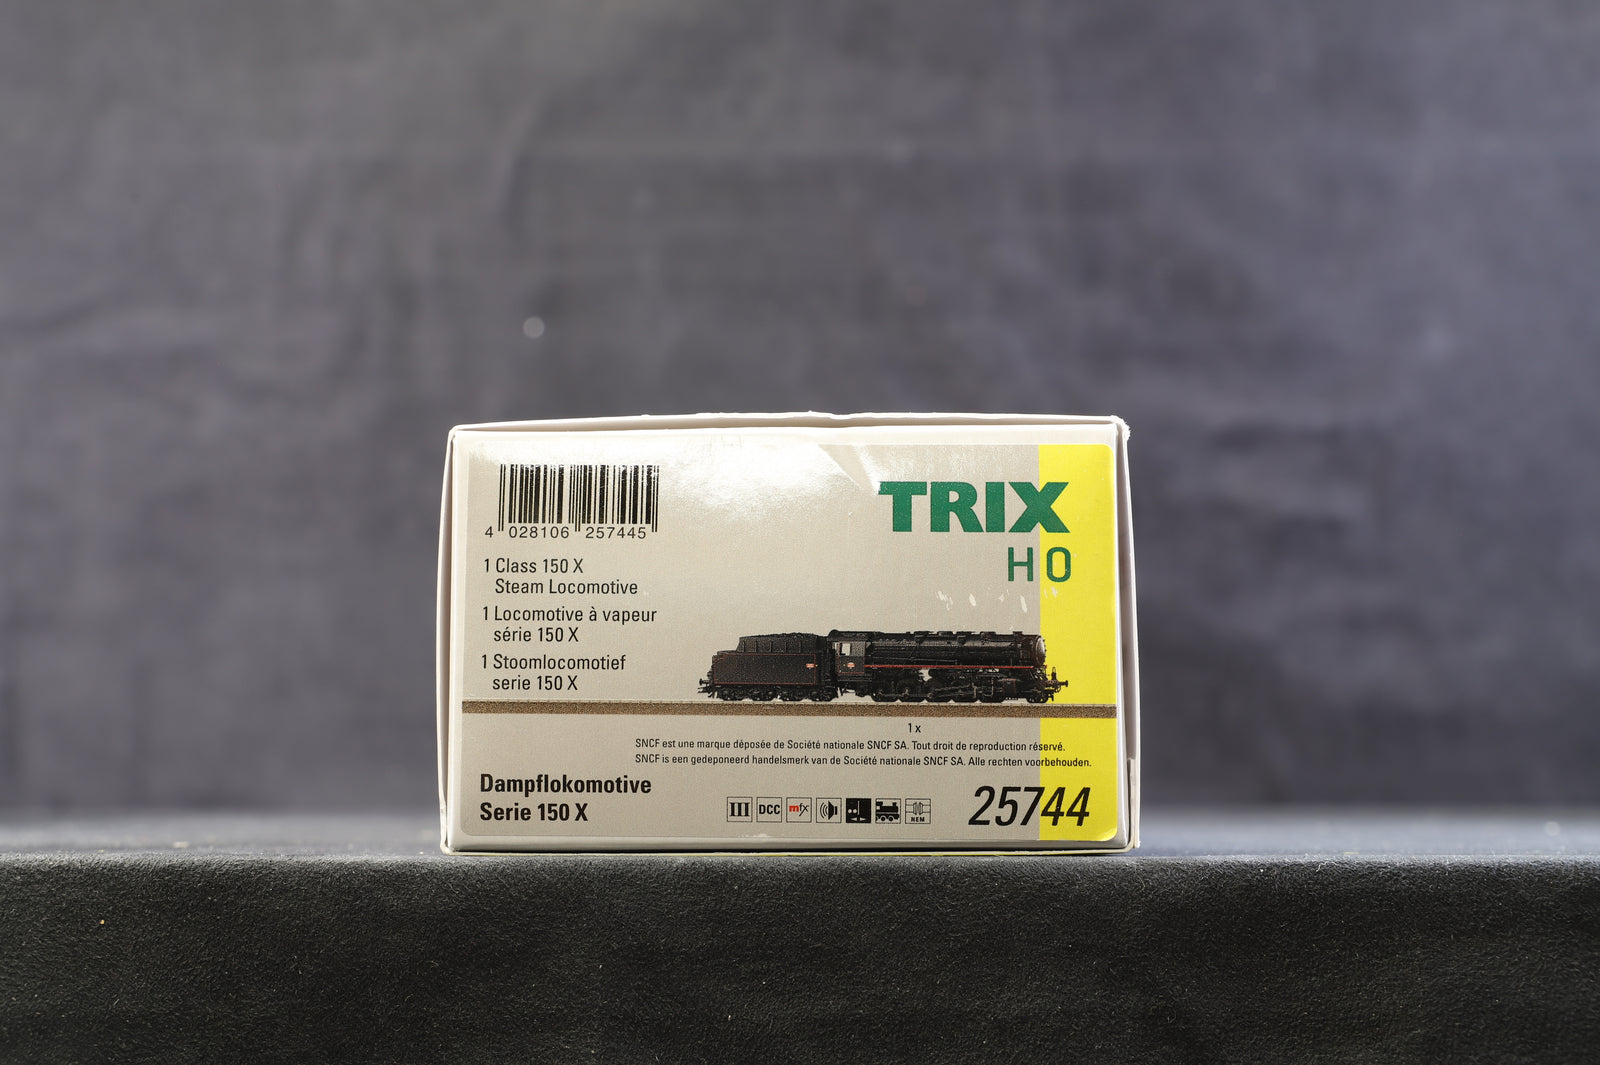 TRIX
HO
4 028106 257445
1 Class 150 X
Steam Locomotive
1 Locomotive à vapeur
série 150 X
1 Stoomlocomotief
serie 150 X
1 x
SNCF est une marque déposée de Société nationale SNCF SA. Tout droit de reproduction réservé.
SNCF is een gedeponeerd handelsmerk van de Société nationale SNCF SA. Alle rechten voorbehouden.
Dampflokomotive
Serie 150 X
III DCC mfx NEM
25744